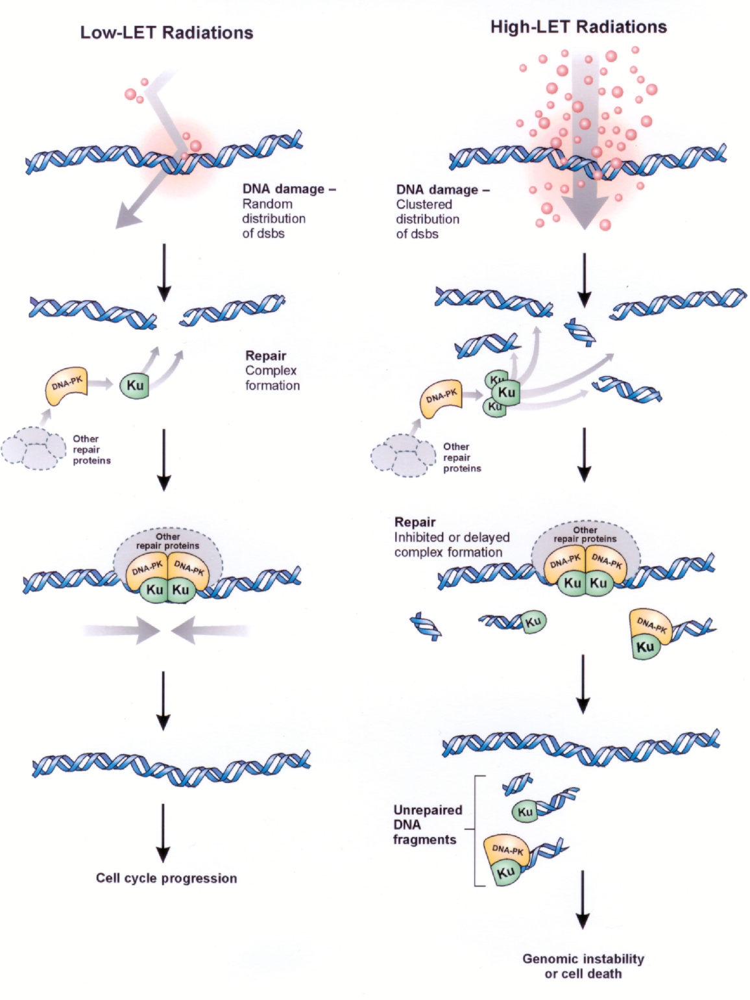 Low-LET Radiations
DNA damage –
Random
distribution
of dsbs
Repair
Complex
formation
DNA-PK
Ku
Other
repair
proteins
Other
repair proteins
DNA-PK
DNA-PK
Ku
Ku
Cell cycle progression
High-LET Radiations
DNA damage –
Clustered
distribution
of dsbs
Ku
Ku
Ku
DNA-PK
Other
repair
proteins
Repair
Inhibited or delayed
complex formation
Other
repair proteins
DNA-PK
DNA-PK
Ku
Ku
Ku
DNA-PK
Ku
Unrepaired
DNA
fragments
Ku
DNA-PK
Ku
Genomic instability
or cell death